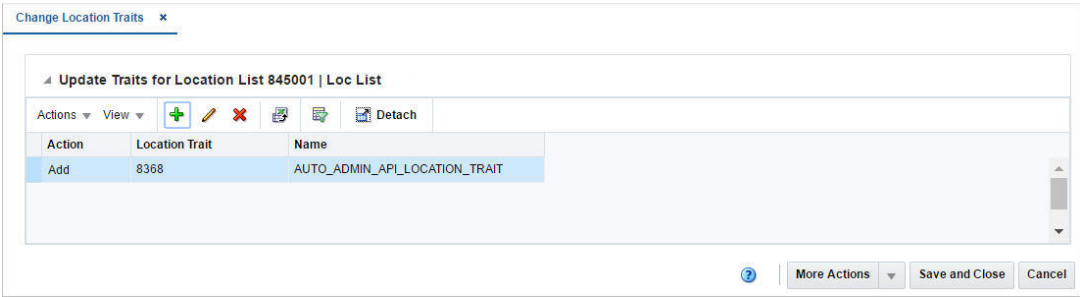 Change Location Traits
Update Traits for Location List 845001 | Loc List
Actions View Detach
Action Location Trait Name
Add 8368 AUTO_ADMIN_API_LOCATION_TRAIT
? More Actions Save and Close Cancel